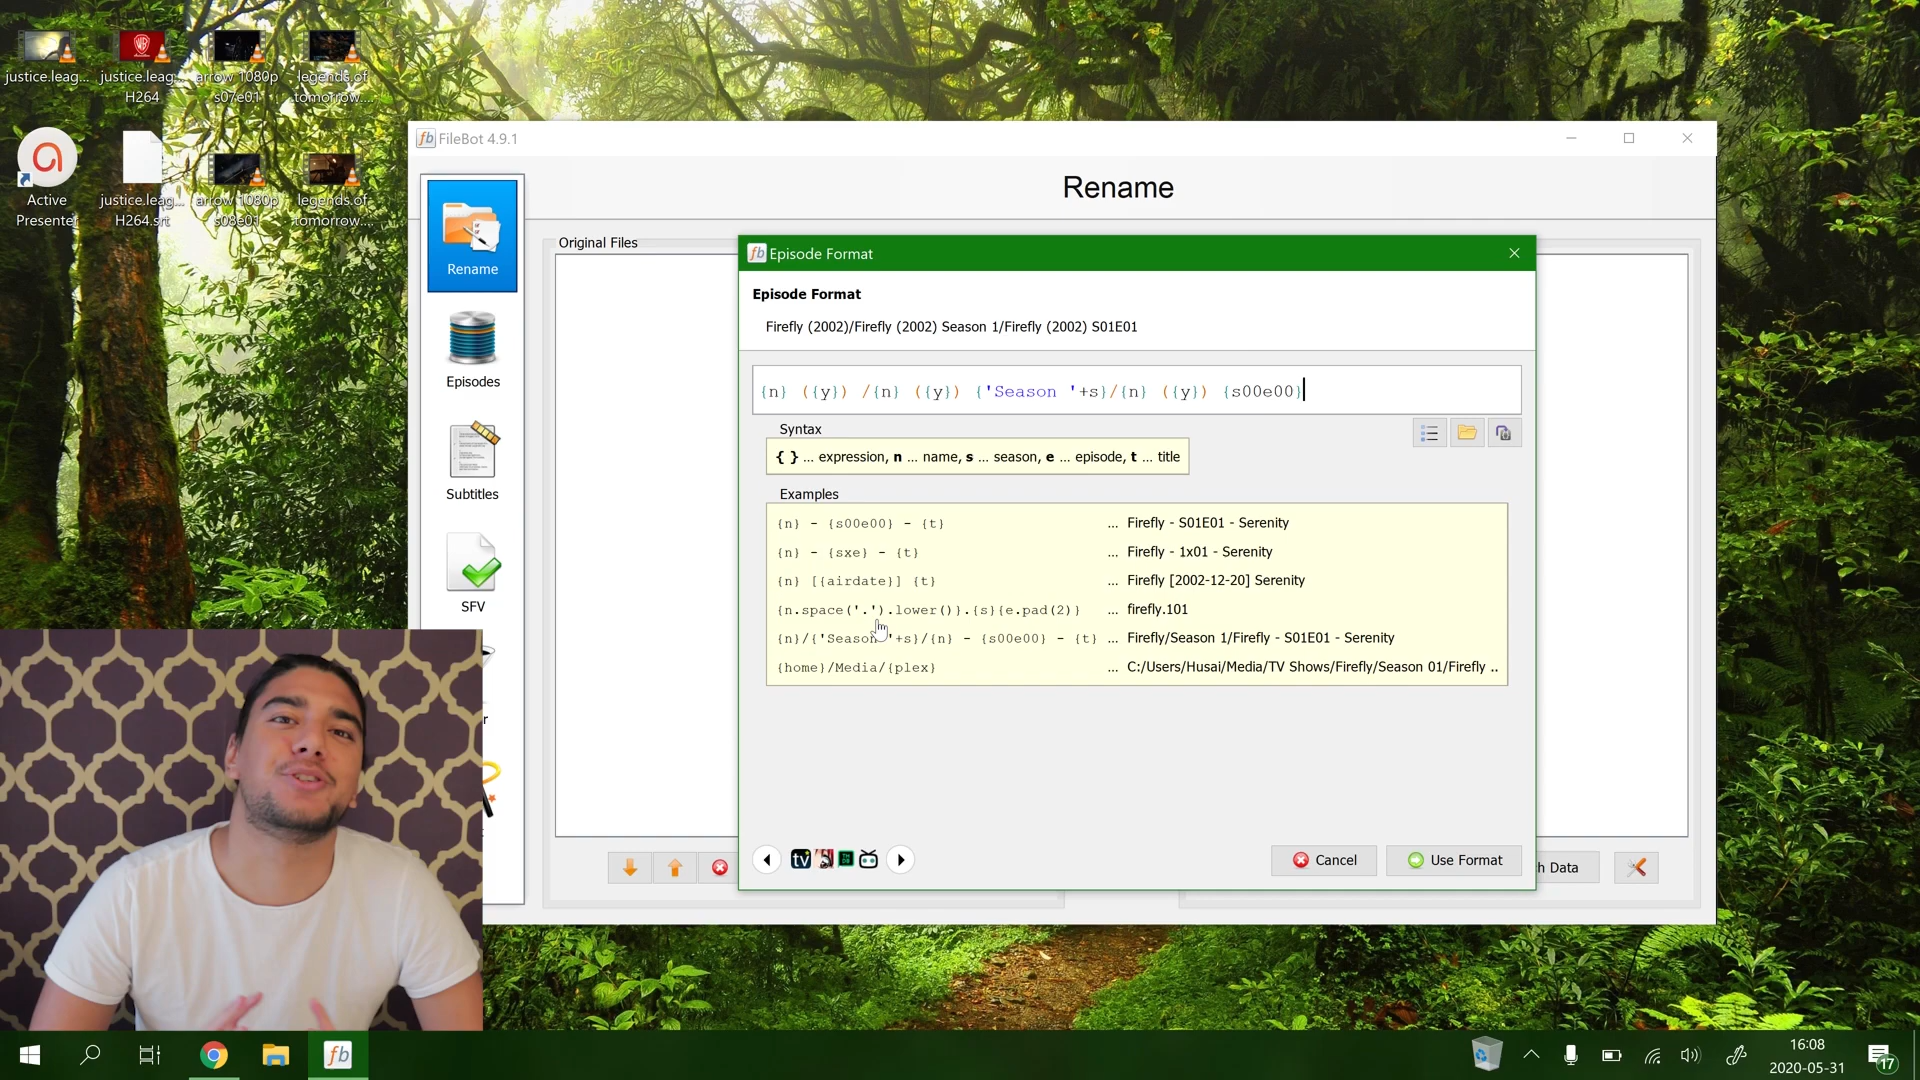 justice.leag...
justice.leag...
H264
arrow 1080p
s07e01
legends.of
.tomorrow....
Active
Presenter
justice.leag...
H264.srt
arrow 1080p
s08e01
legends.of
.tomorrow....
fb FileBot 4.9.1
Rename
Rename
Episodes
Subtitles
SFV
r
Original Files
fb Episode Format
Episode Format
Firefly (2002)/Firefly (2002) Season 1/Firefly (2002) S01E01
{n} ({y}) /{n} ({y}) {'Season '+s}/{n} ({y}) {s00e00}
Syntax
{ } ... expression, n ... name, s ... season, e ... episode, t ... title
Examples
{n} - {s00e00} - {t} ... Firefly - S01E01 - Serenity
{n} - {sxe} - {t} ... Firefly - 1x01 - Serenity
{n} [{airdate}] {t} ... Firefly [2002-12-20] Serenity
{n.space('.').lower()}.{s}{e.pad(2)} ... firefly.101
{n}/{'Season '+s}/{n} - {s00e00} - {t} ... Firefly/Season 1/Firefly - S01E01 - Serenity
{home}/Media/{plex} ... C:/Users/Husai/Media/TV Shows/Firefly/Season 01/Firefly ..
tv
Cancel
Use Format
h Data
fb
16:08
2020-05-31
17